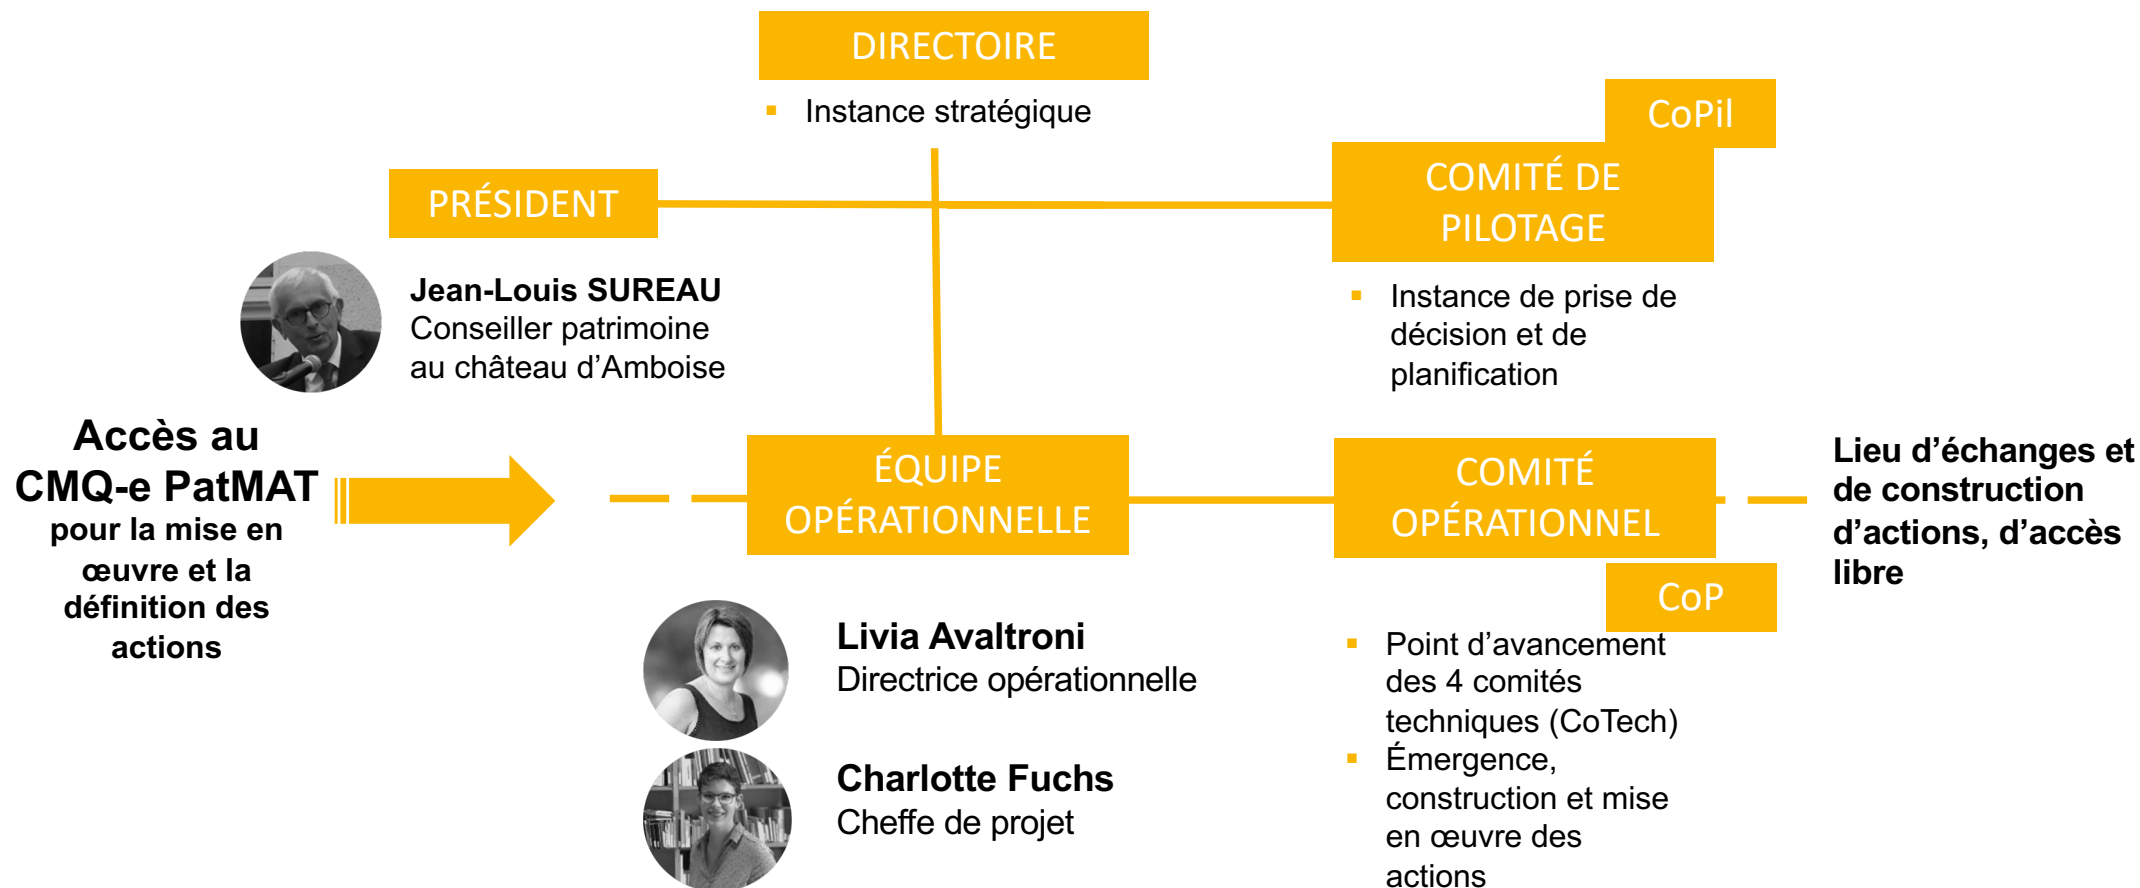 DIRECTOIRE
Instance stratégique
CoPil
COMITÉ DE
PILOTAGE
Instance de prise de
décision et de
planification
PRÉSIDENT
Jean-Louis SUREAU
Conseiller patrimoine
au château d’Amboise
Accès au
CMQ-e PatMAT
pour la mise en
œuvre et la
définition des
actions
ÉQUIPE
OPÉRATIONNELLE
Livia Avaltroni
Directrice opérationnelle
Charlotte Fuchs
Cheffe de projet
COMITÉ
OPÉRATIONNEL
CoP
Point d’avancement
des 4 comités
techniques (CoTech)
Émergence,
construction et mise
en œuvre des
actions
Lieu d’échanges et
de construction
d’actions, d’accès
libre